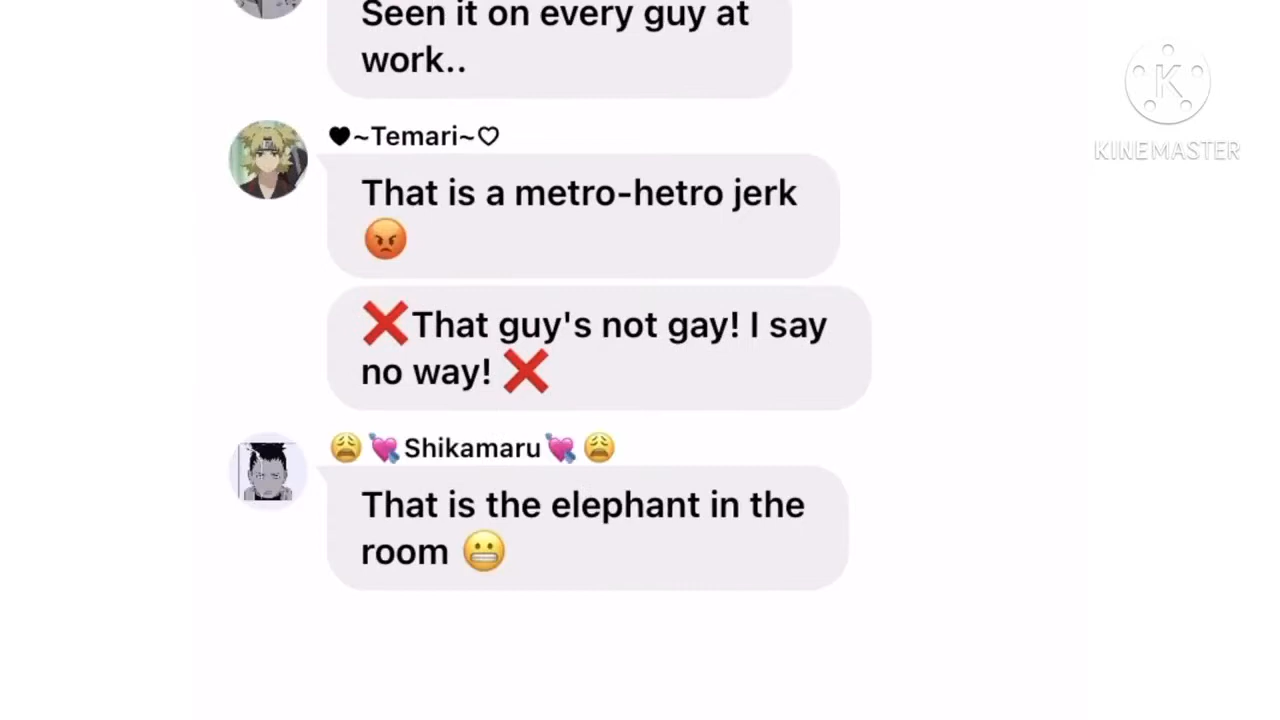 Seen it on every guy at
work..
🖤~Temari~♡
That is a metro-hetro jerk
😡
❌That guy's not gay! I say
no way! ❌
😩💘Shikamaru💘😩
That is the elephant in the
room 😬
K
KINEMASTER